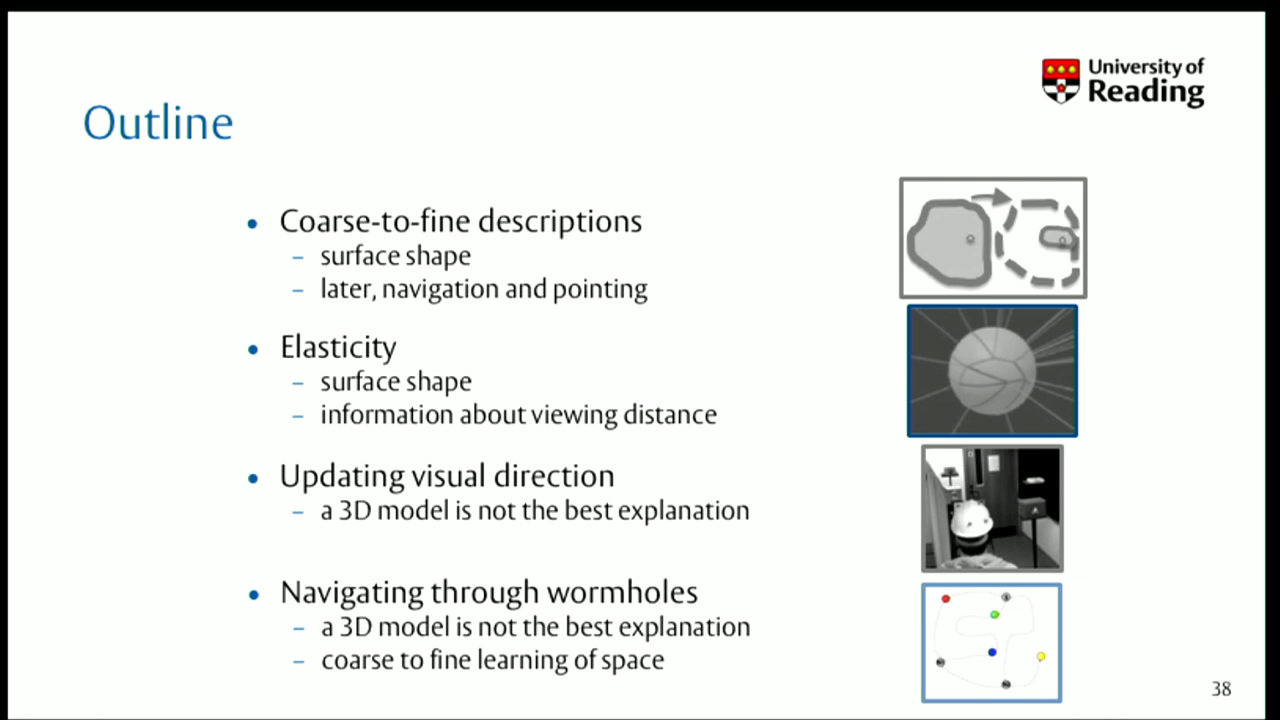 University of
Reading
Outline
• Coarse-to-fine descriptions
– surface shape
– later, navigation and pointing
• Elasticity
– surface shape
– information about viewing distance
• Updating visual direction
– a 3D model is not the best explanation
• Navigating through wormholes
– a 3D model is not the best explanation
– coarse to fine learning of space
38